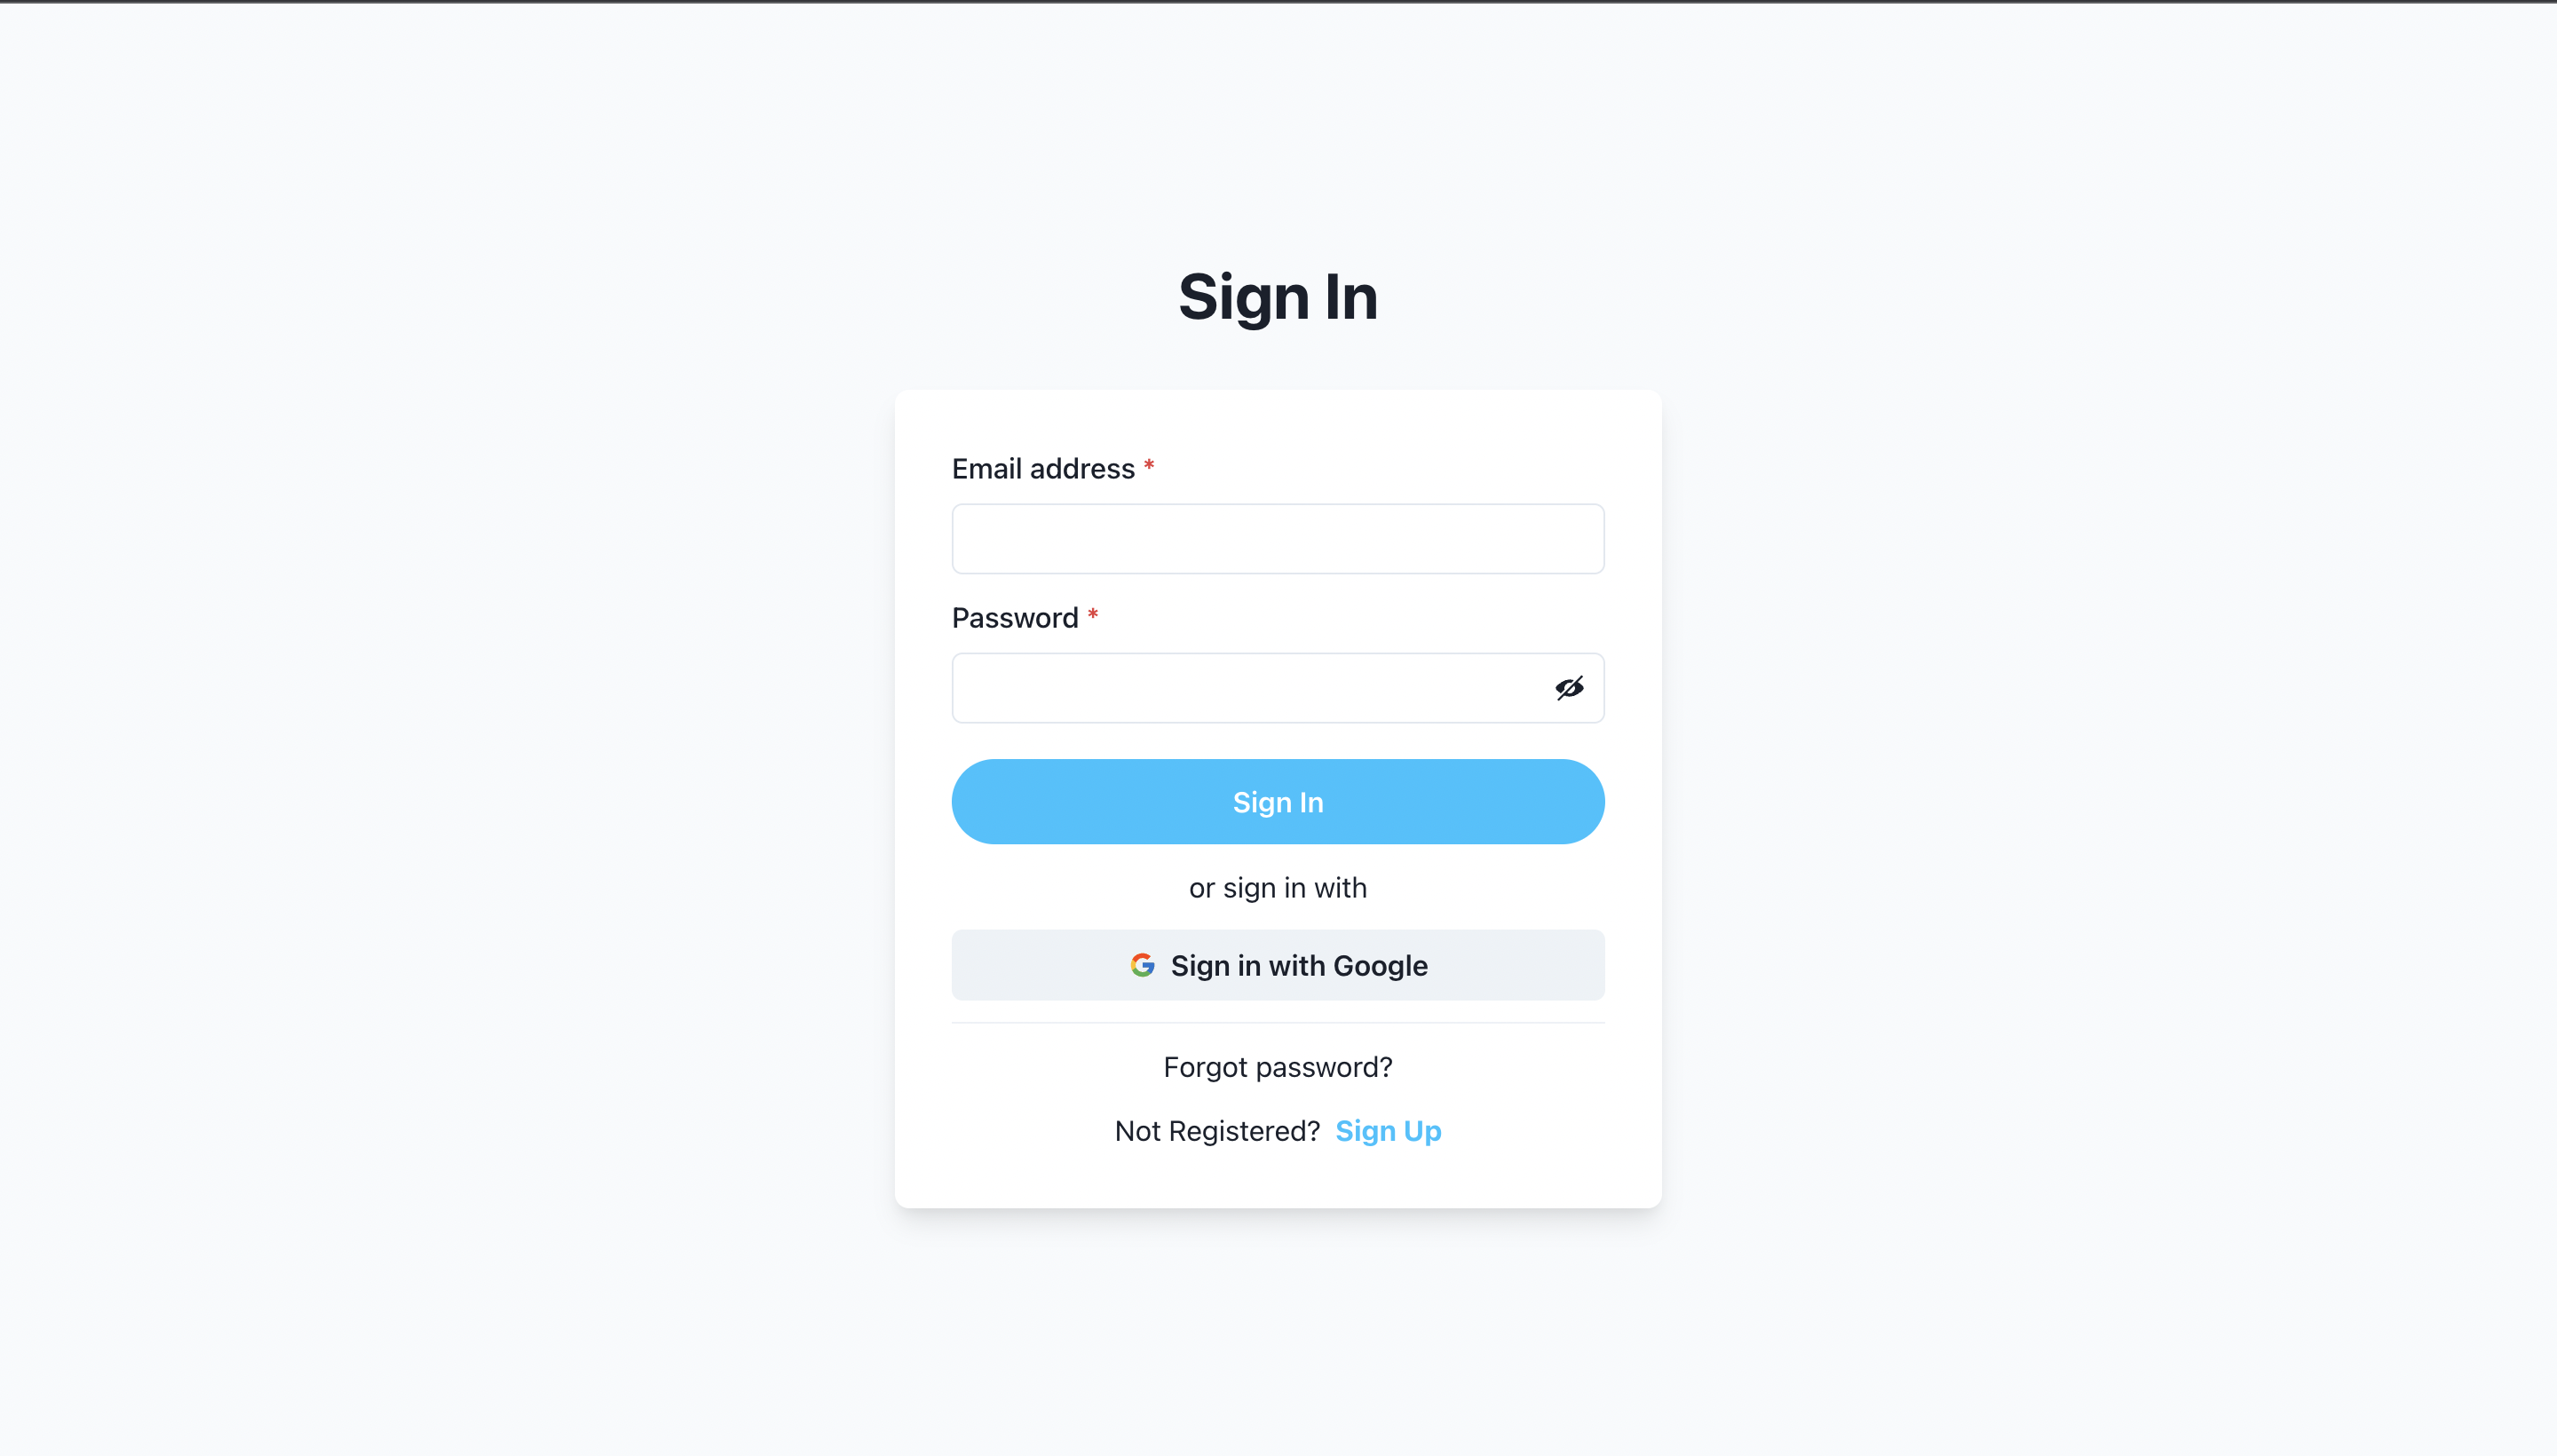 Sign In
Email address *
Password *
Sign In
or sign in with
Sign in with Google
Forgot password?
Not Registered? Sign Up